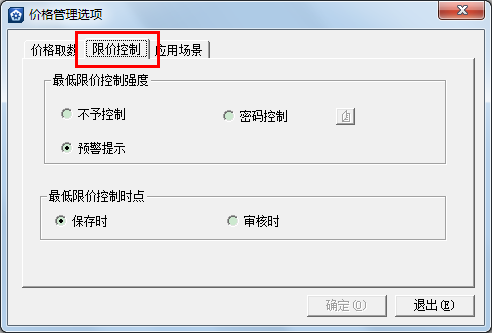 价格管理选项
价格取数 限价控制 应用场景
最低限价控制强度
不予控制 密码控制
预警提示
最低限价控制时点
保存时 审核时
确定(O) 退出(E)